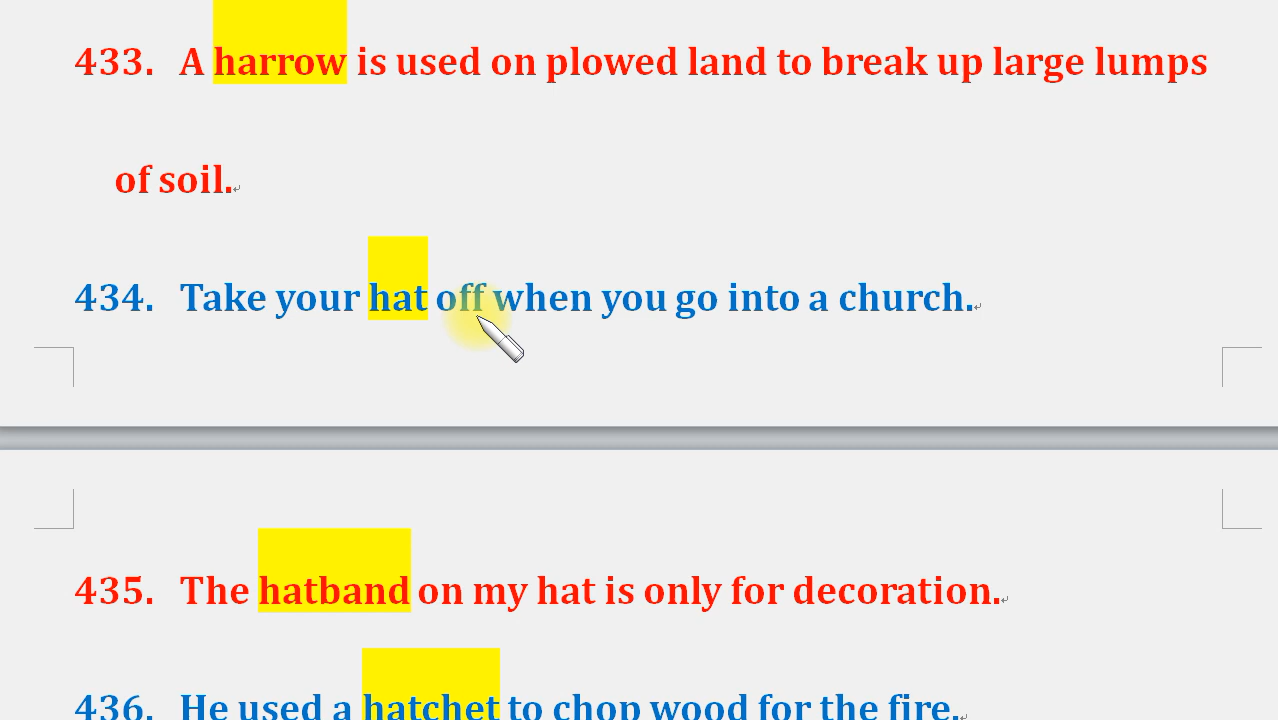 433. A harrow is used on plowed land to break up large lumps
of soil.
434. Take your hat off when you go into a church.
435. The hatband on my hat is only for decoration.
436. He used a hatchet to chop wood for the fire.